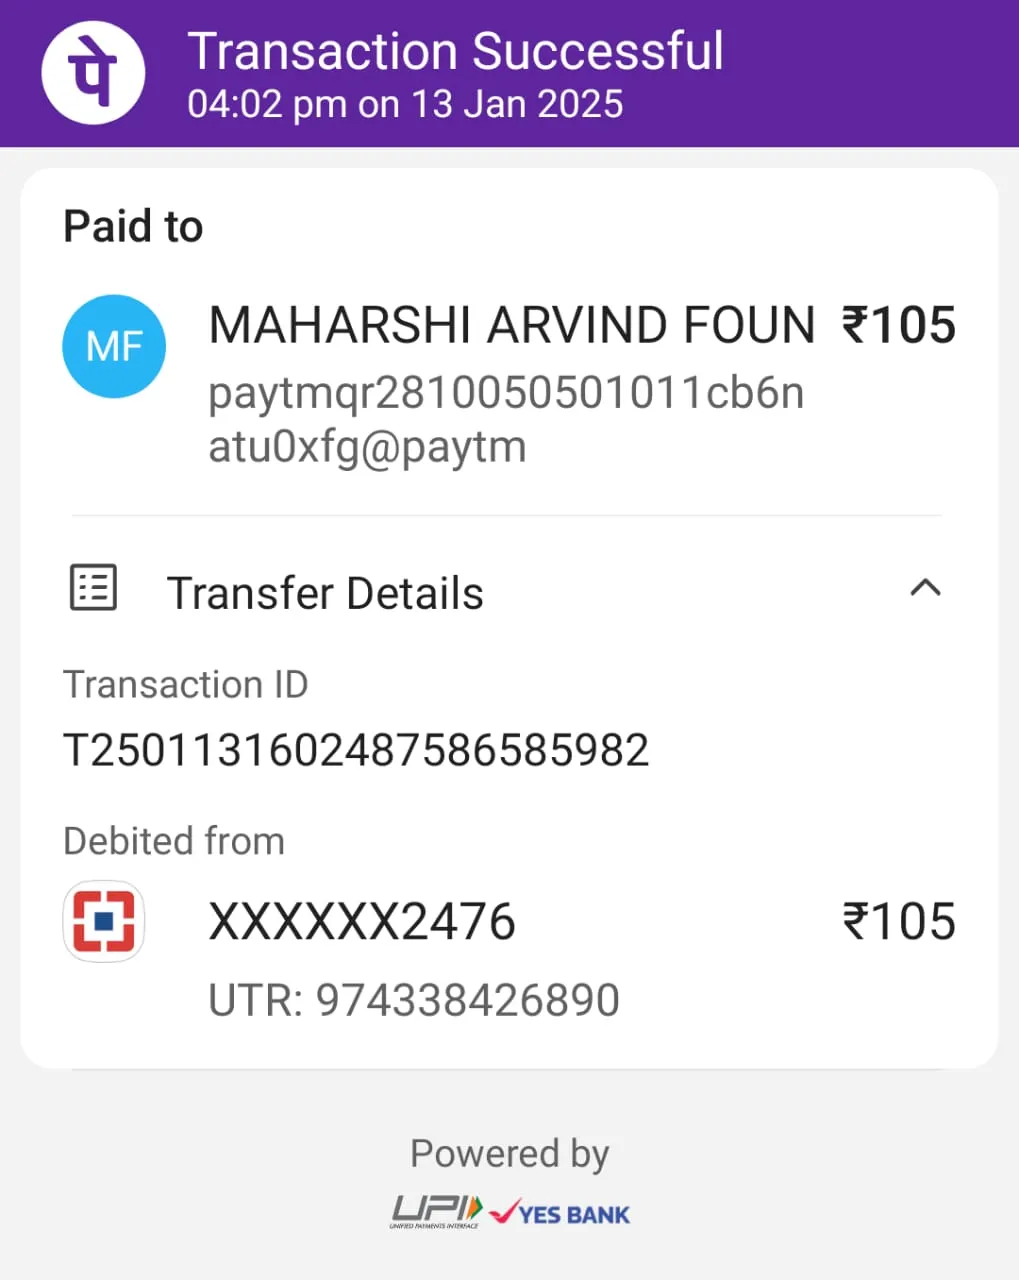 पे
Transaction Successful
04:02 pm on 13 Jan 2025
Paid to
MF
MAHARSHI ARVIND FOUN ₹105
paytmqr2810050501011cb6n
atu0xfg@paytm
Transfer Details
Transaction ID
T2501131602487586585982
Debited from
XXXXXX2476 ₹105
UTR: 974338426890
Powered by
UPI YES BANK
UNIFIED PAYMENTS INTERFACE